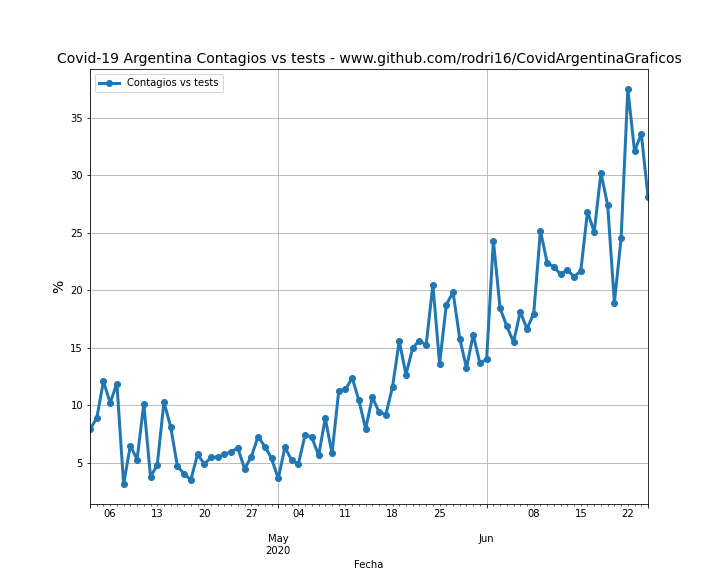 Covid-19 Argentina Contagios vs tests - www.github.com/rodri16/CovidArgentinaGraficos
Contagios vs tests
35
30
25
20
15
10
5
%
06 13 20 27 04 11 18 25 08 15 22
May Jun
2020
Fecha